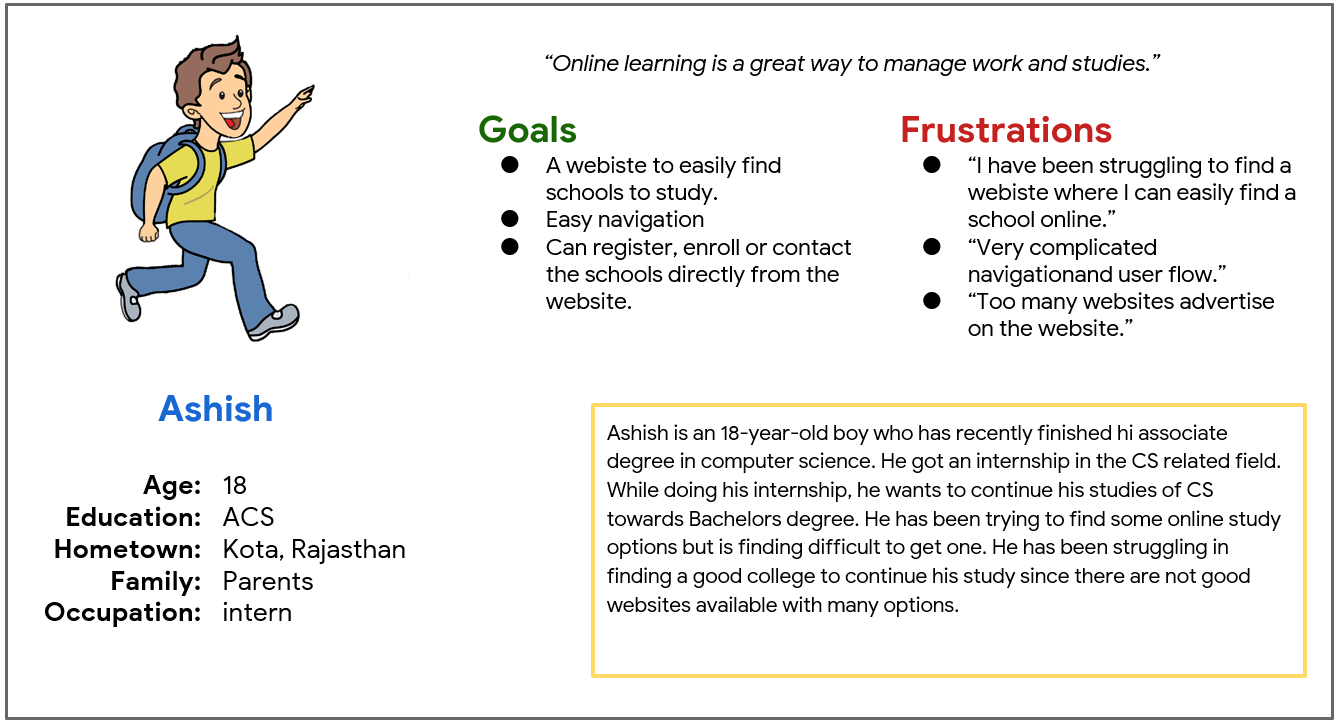 “Online learning is a great way to manage work and studies.”
Goals
● A webiste to easily find
schools to study.
● Easy navigation
● Can register, enroll or contact
the schools directly from the
website.
Frustrations
● “I have been struggling to find a
webiste where I can easily find a
school online.”
● “Very complicated
navigationand user flow.”
● “Too many websites advertise
on the website.”
Ashish
Age: 18
Education: ACS
Hometown: Kota, Rajasthan
Family: Parents
Occupation: intern
Ashish is an 18-year-old boy who has recently finished hi associate
degree in computer science. He got an internship in the CS related field.
While doing his internship, he wants to continue his studies of CS
towards Bachelors degree. He has been trying to find some online study
options but is finding difficult to get one. He has been struggling in
finding a good college to continue his study since there are not good
websites available with many options.